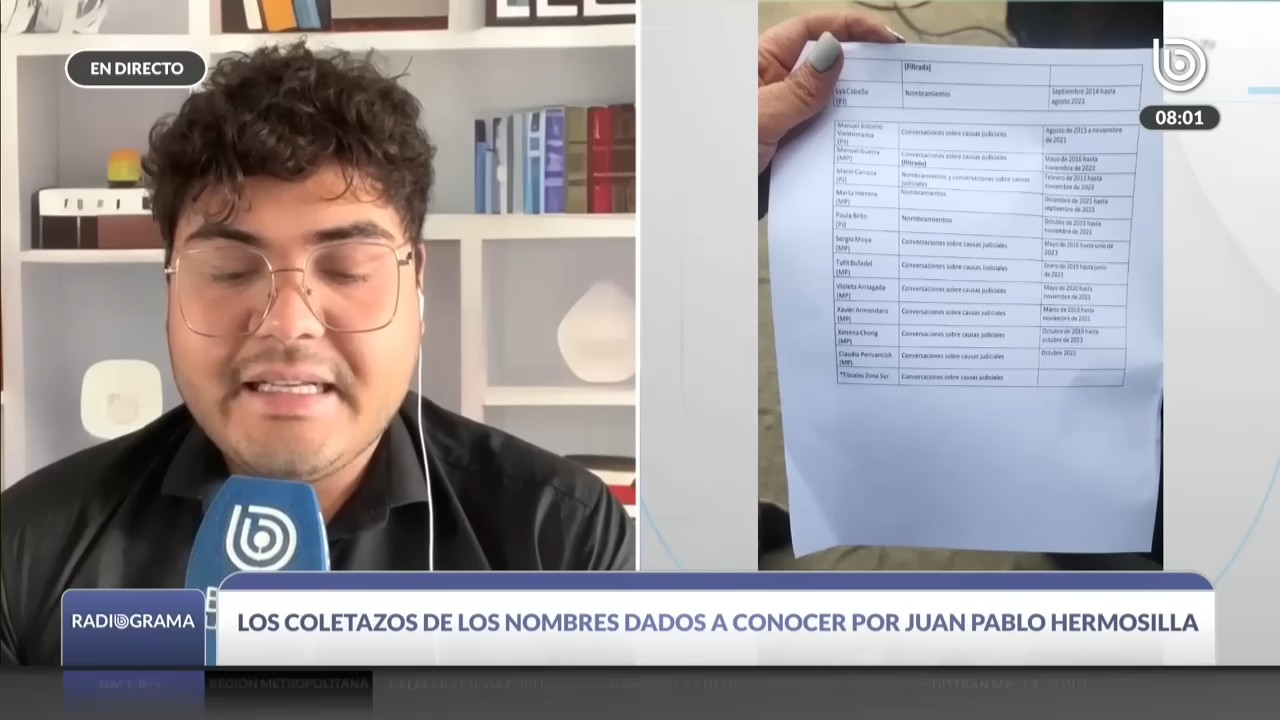 EN DIRECTO
TV
08:01
(Filtrada)
Lya Cabello
(PJ)
Nombramientos
Septiembre 2014 hasta
agosto 2023
Manuel Antonio
Valderrama
(PJ)
Conversaciones sobre causas judiciales
Agosto de 2015 a noviembre
de 2021
Manuel Guerra
(MP)
Conversaciones sobre causas judiciales
(filtrada)
Mayo de 2018 hasta
noviembre de 2023
Mario Carroza
(PJ)
Nombramientos y conversaciones sobre causas
judiciales
Febrero de 2013 hasta
noviembre de 2023
Marta Herrera
(MP)
Nombramientos
Diciembre de 2021 hasta
septiembre de 2023
Paula Brito
(PJ)
Nombramientos
Octubre de 2019 hasta
noviembre de 2021
Sergio Moya
(MP)
Conversaciones sobre causas judiciales
Mayo de 2018 hasta unio de
2023
Tufit Bufadel
(MP)
Conversaciones sobre causas judiciales
Enero de 2019 hasta junio
de 2023
Violeta Arriagada
(MP)
Conversaciones sobre causas judiciales
Mayo de 2020 hasta
noviembre de 2021
Xavier Armendariz
(MP)
Conversaciones sobre causas judiciales
Marzo de 2019 hasta
noviembre de 2021
Ximena Chong
(MP)
Conversaciones sobre causas judiciales
Octubre de 2019 hasta
octubre de 2023
Claudia Perivancich
(MP)
Conversaciones sobre causas judiciales
Octubre 2022
*Fiscales Zona Sur
Conversaciones sobre causas judiciales
RADIOGRAMA
LOS COLETAZOS DE LOS NOMBRES DADOS A CONOCER POR JUAN PABLO HERMOSILLA
REGIÓN METROPOLITANA